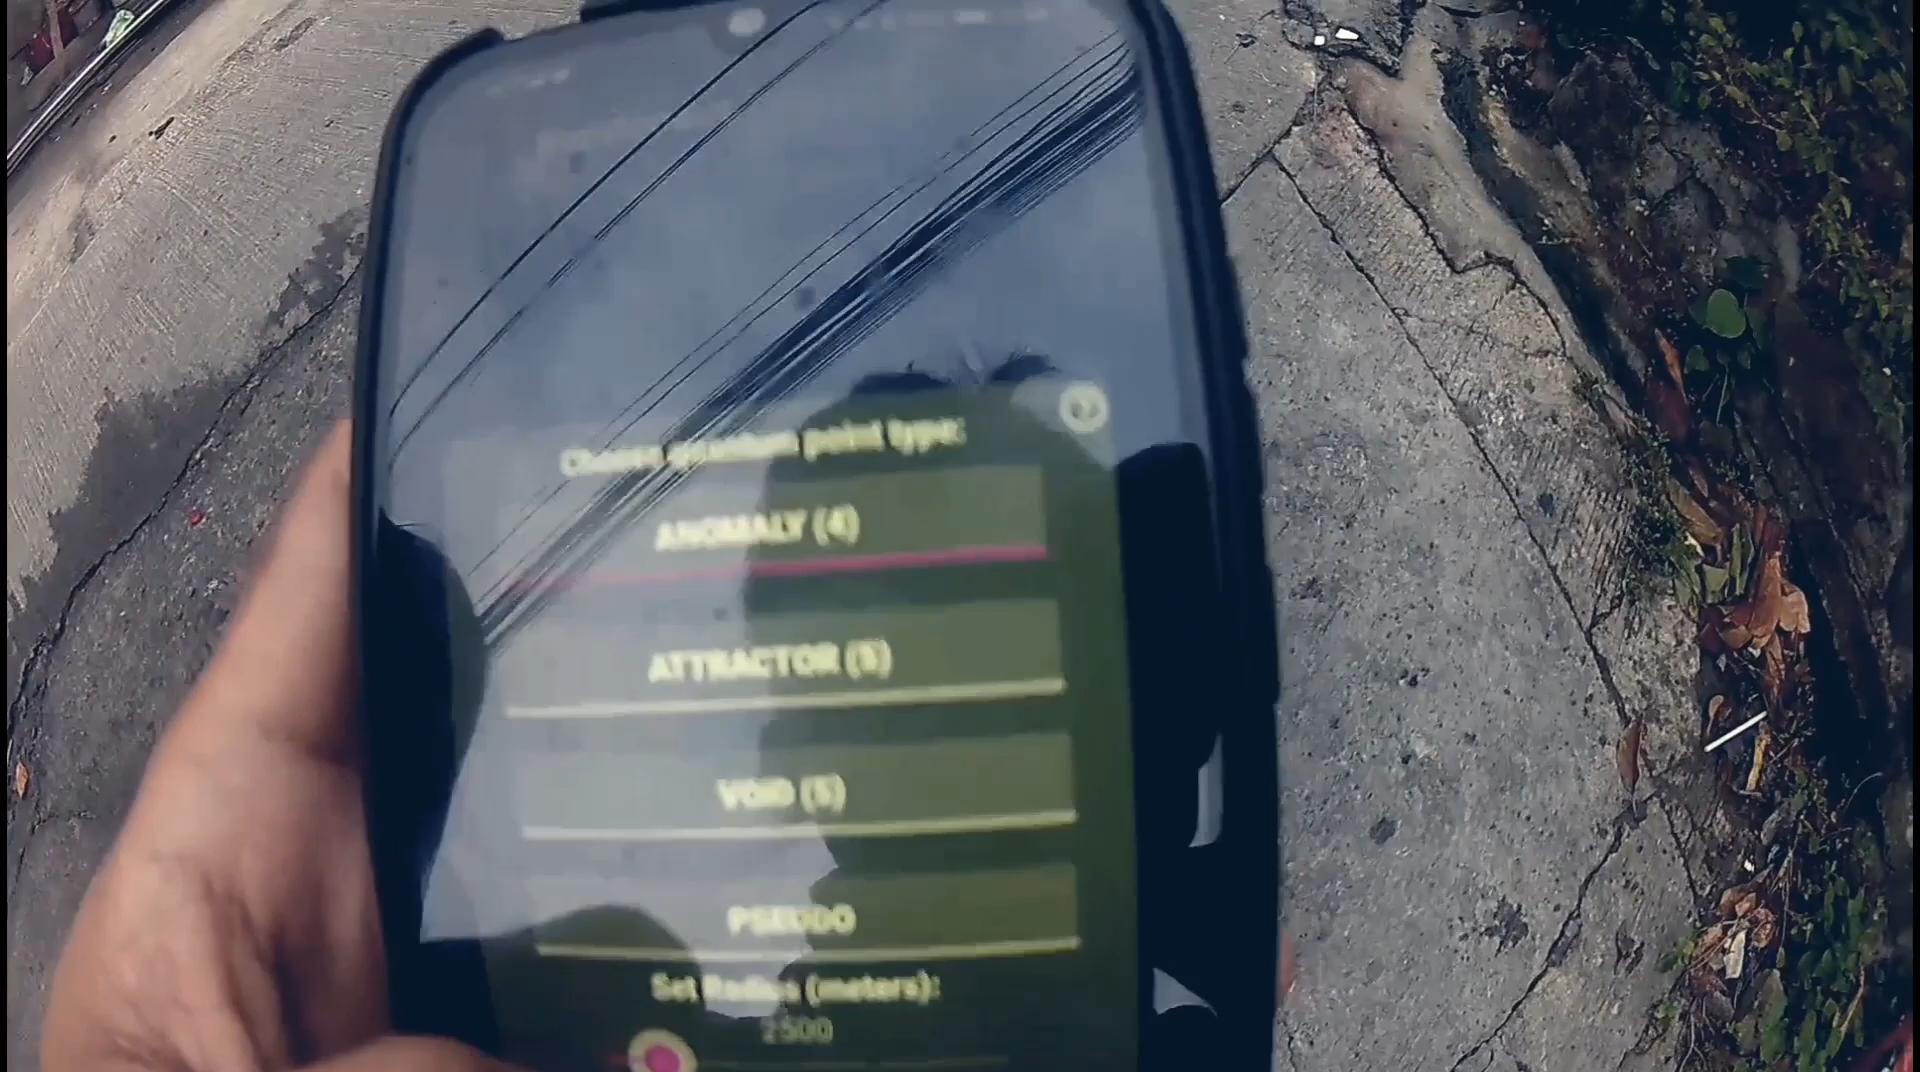 Choose quantum point type:
ANOMALY (4)
ATTRACTOR (5)
VOID (5)
PSEUDO
Set Radius (meters):
2500